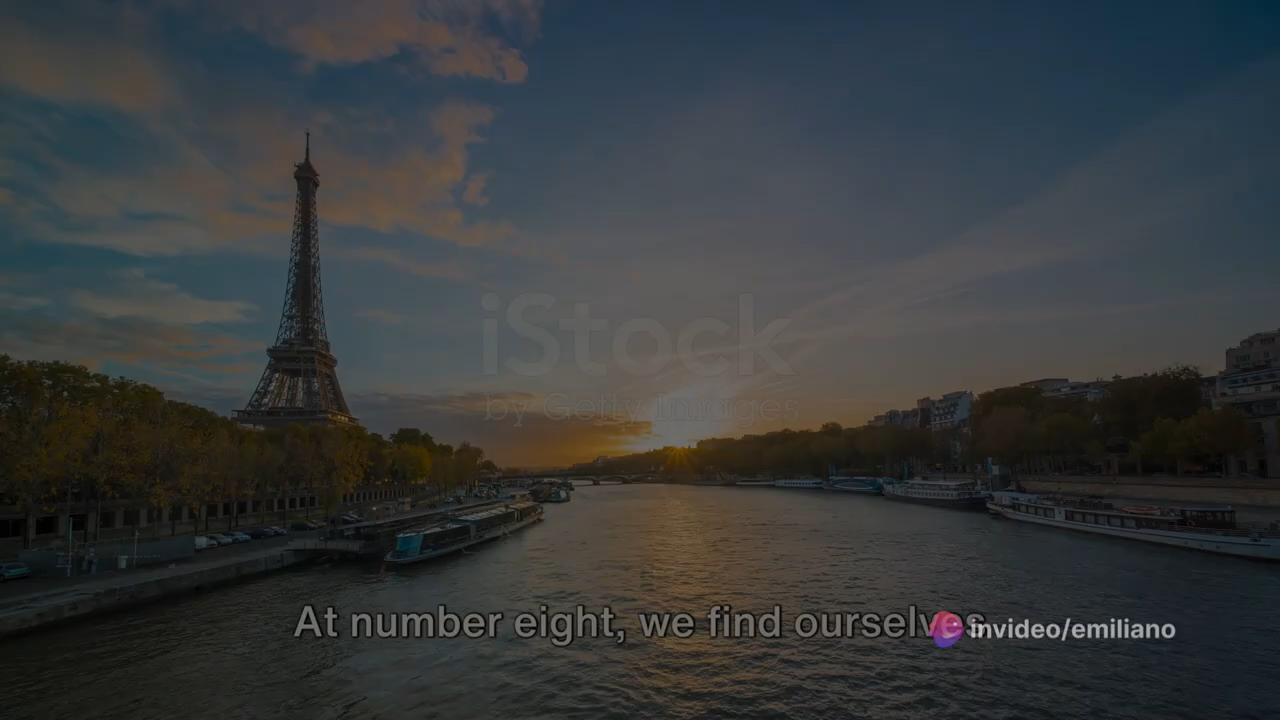 iStock
by Getty Images
At number eight, we find ourselves
invideo/emiliano